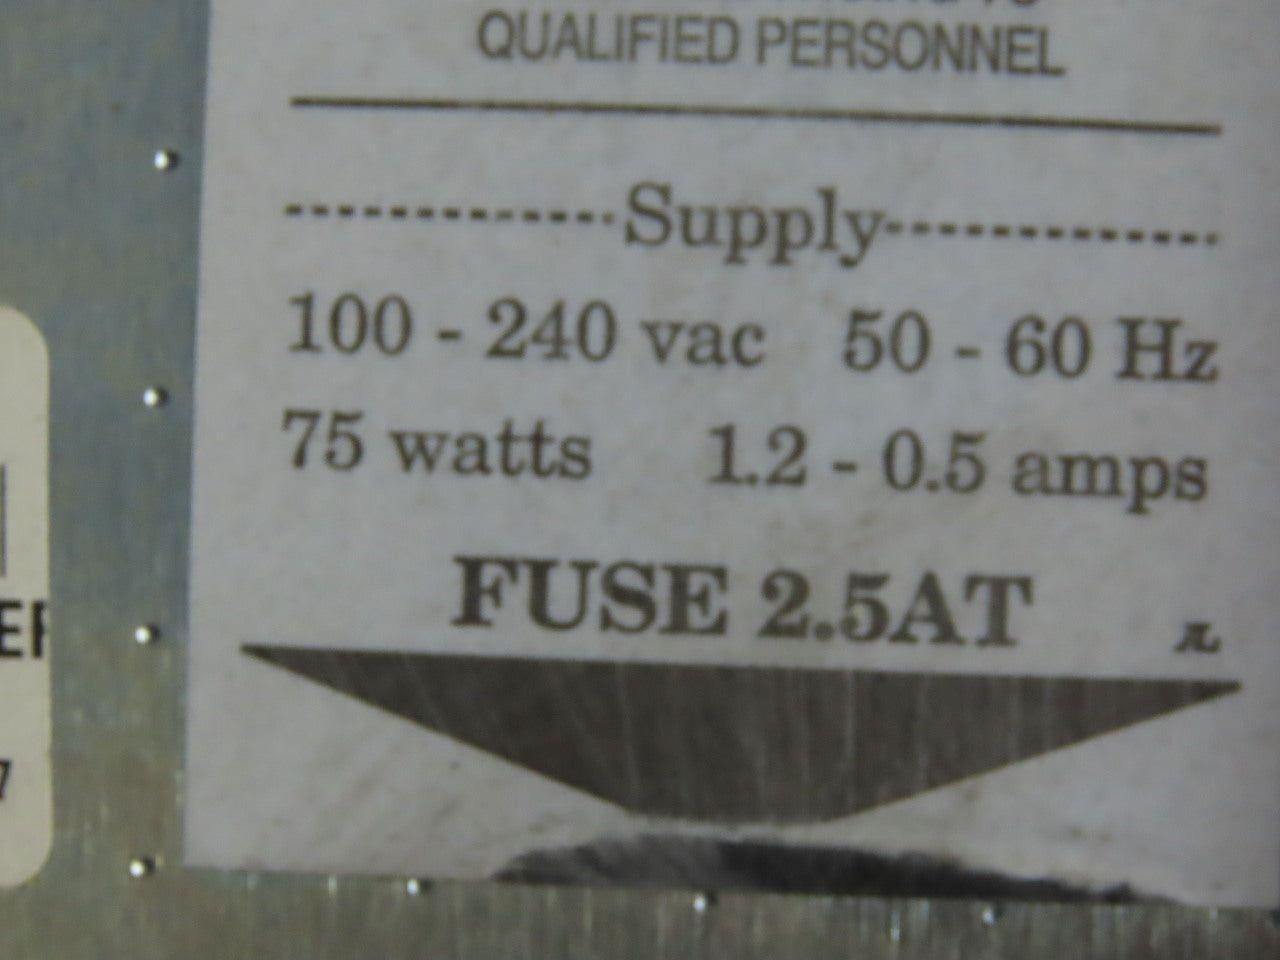 QUALIFIED PERSONNEL
------------Supply-------------
100 - 240 vac 50 - 60 Hz
75 watts 1.2 - 0.5 amps
FUSE 2.5AT
7